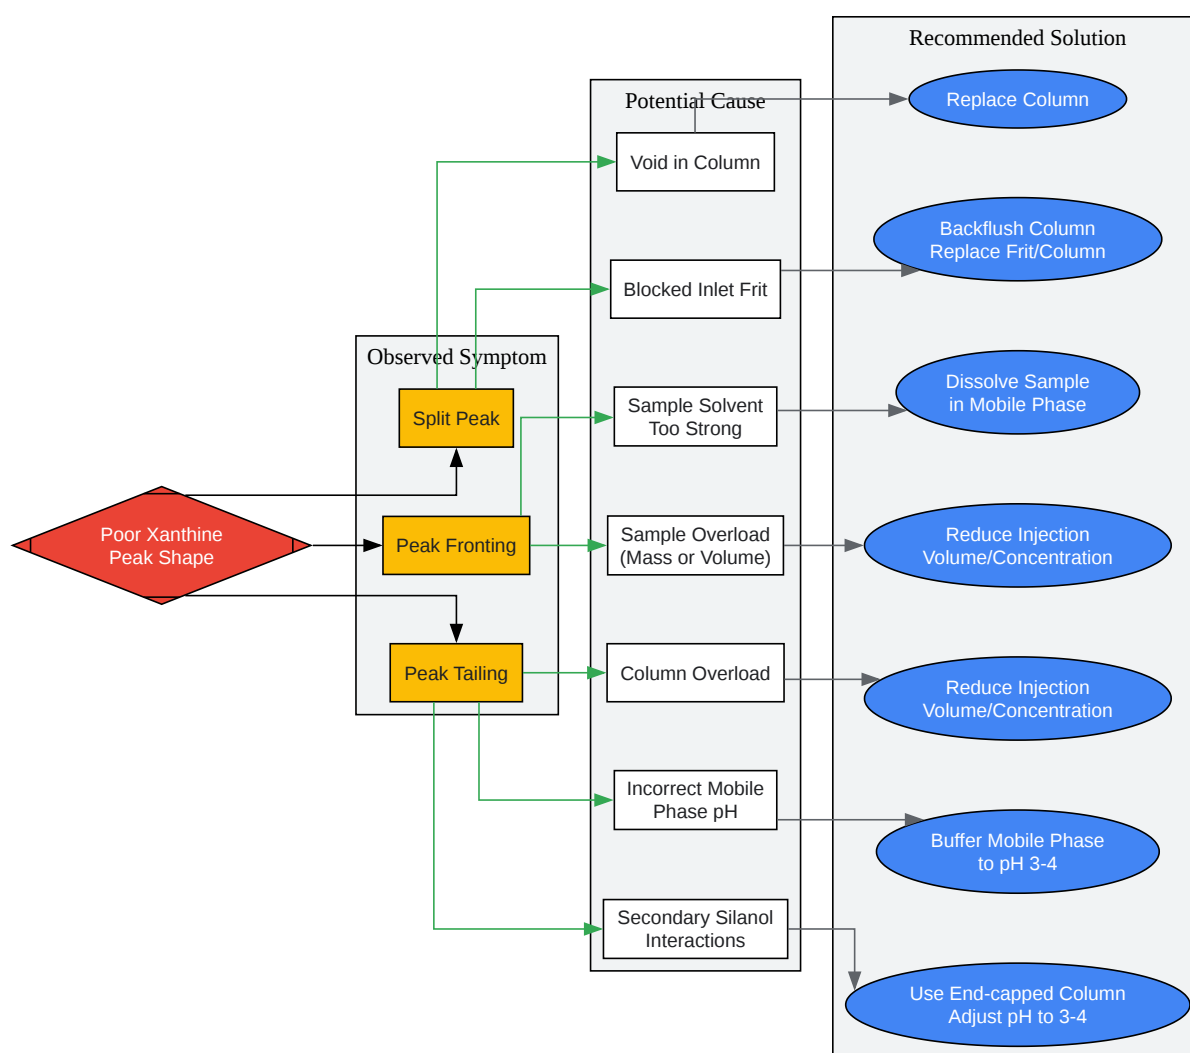 Recommended Solution
Potential Cause
Observed Symptom
Poor Xanthine
Peak Shape
Split Peak
Peak Fronting
Peak Tailing
Void in Column
Blocked Inlet Frit
Sample Solvent
Too Strong
Sample Overload
(Mass or Volume)
Column Overload
Incorrect Mobile
Phase pH
Secondary Silanol
Interactions
Replace Column
Backflush Column
Replace Frit/Column
Dissolve Sample
in Mobile Phase
Reduce Injection
Volume/Concentration
Reduce Injection
Volume/Concentration
Buffer Mobile Phase
to pH 3-4
Use End-capped Column
Adjust pH to 3-4